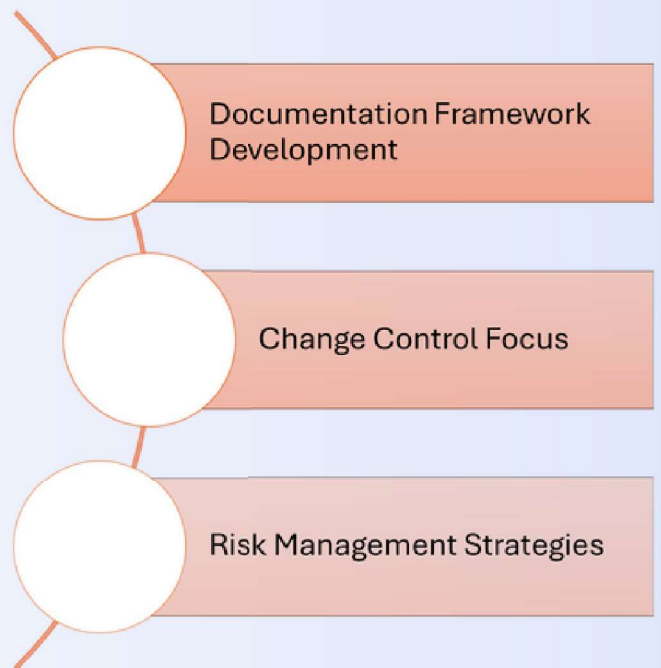 Documentation Framework
Development
Change Control Focus
Risk Management Strategies